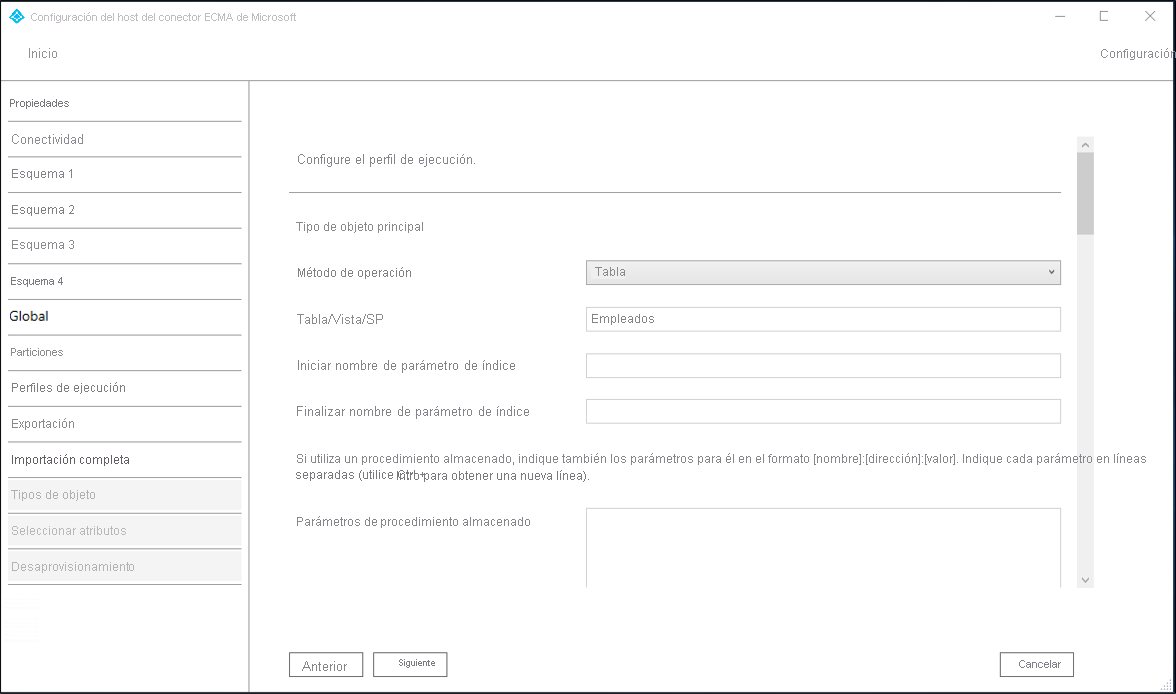 Configuración del host del conector ECMA de Microsoft
Inicio
Configuración
Propiedades
Conectividad
Esquema 1
Esquema 2
Esquema 3
Esquema 4
Global
Particiones
Perfiles de ejecución
Exportación
Importación completa
Tipos de objeto
Seleccionar atributos
Desaprovisionamiento
Configure el perfil de ejecución.
Tipo de objeto principal
Método de operación
Tabla
Tabla/Vista/SP
Empleados
Iniciar nombre de parámetro de índice
Finalizar nombre de parámetro de índice
Si utiliza un procedimiento almacenado, indique también los parámetros para él en el formato [nombre]:[dirección]:[valor]. Indique cada parámetro en líneas
separadas (utilice Ctrl+Intro para obtener una nueva línea).
Parámetros de procedimiento almacenado
Anterior
Siguiente
Cancelar